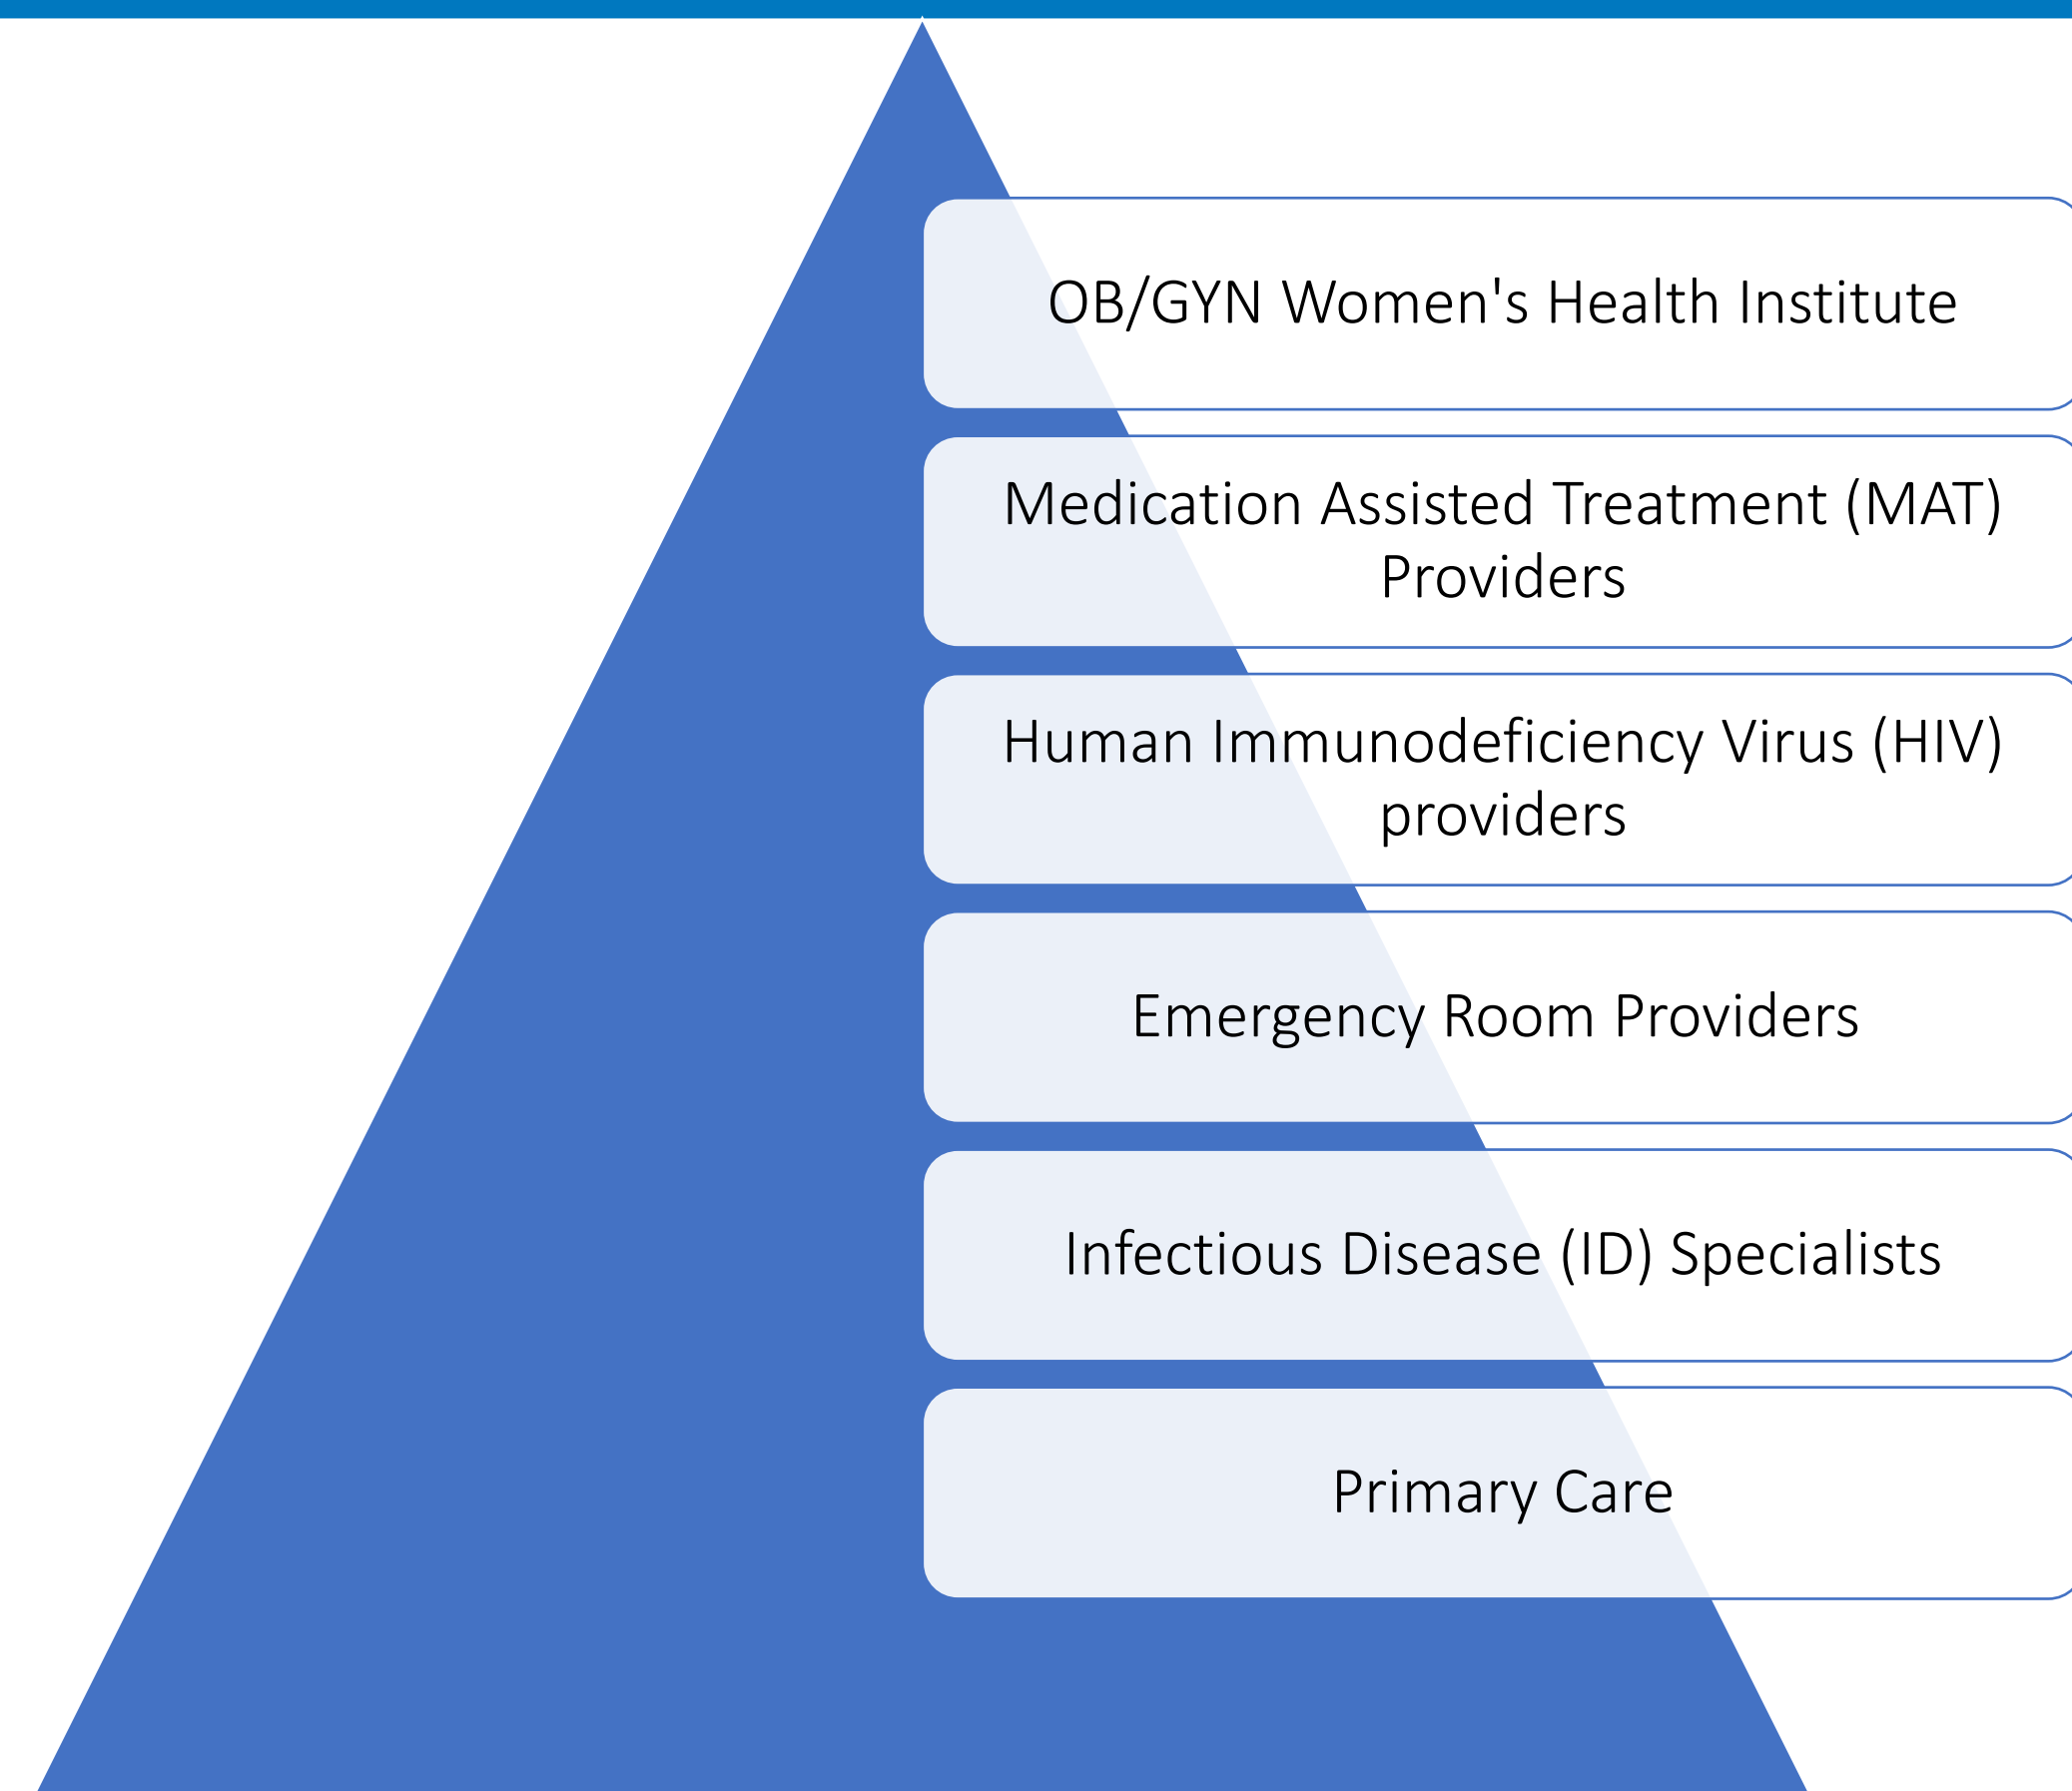 OB/GYN Women's Health Institute
Medication Assisted Treatment (MAT)
Providers
Human Immunodeficiency Virus (HIV)
providers
Emergency Room Providers
Infectious Disease (ID) Specialists
Primary Care